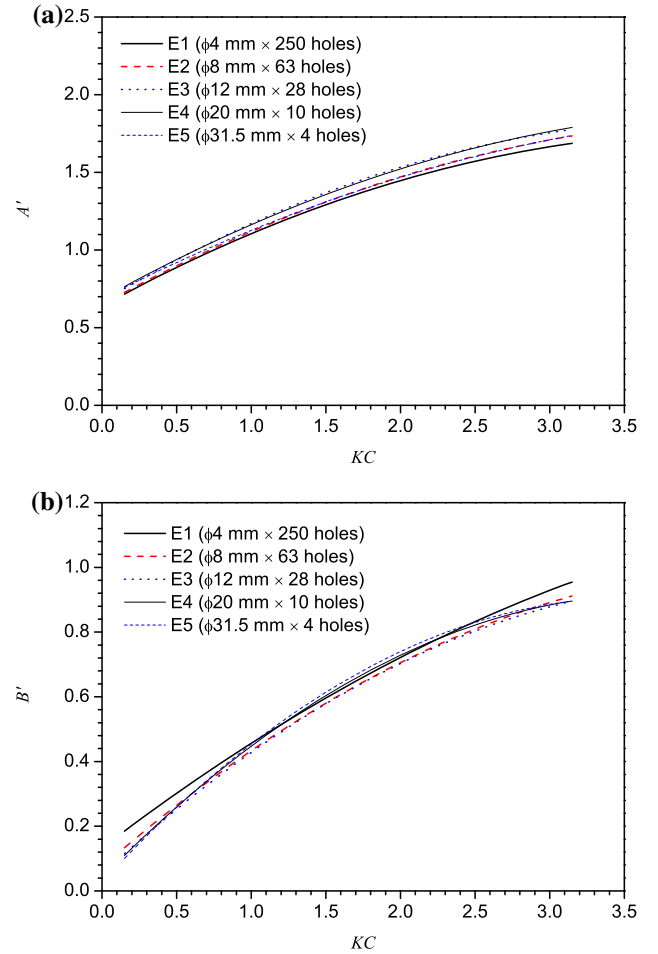 (a)
2.5
2.0
1.5
1.0
0.5
0.0
A'
E1 (ϕ4 mm × 250 holes)
E2 (ϕ8 mm × 63 holes)
E3 (ϕ12 mm × 28 holes)
E4 (ϕ20 mm × 10 holes)
E5 (ϕ31.5 mm × 4 holes)
0.0 0.5 1.0 1.5 2.0 2.5 3.0 3.5
KC
(b)
1.2
1.0
0.8
0.6
0.4
0.2
0.0
B'
E1 (ϕ4 mm × 250 holes)
E2 (ϕ8 mm × 63 holes)
E3 (ϕ12 mm × 28 holes)
E4 (ϕ20 mm × 10 holes)
E5 (ϕ31.5 mm × 4 holes)
0.0 0.5 1.0 1.5 2.0 2.5 3.0 3.5
KC